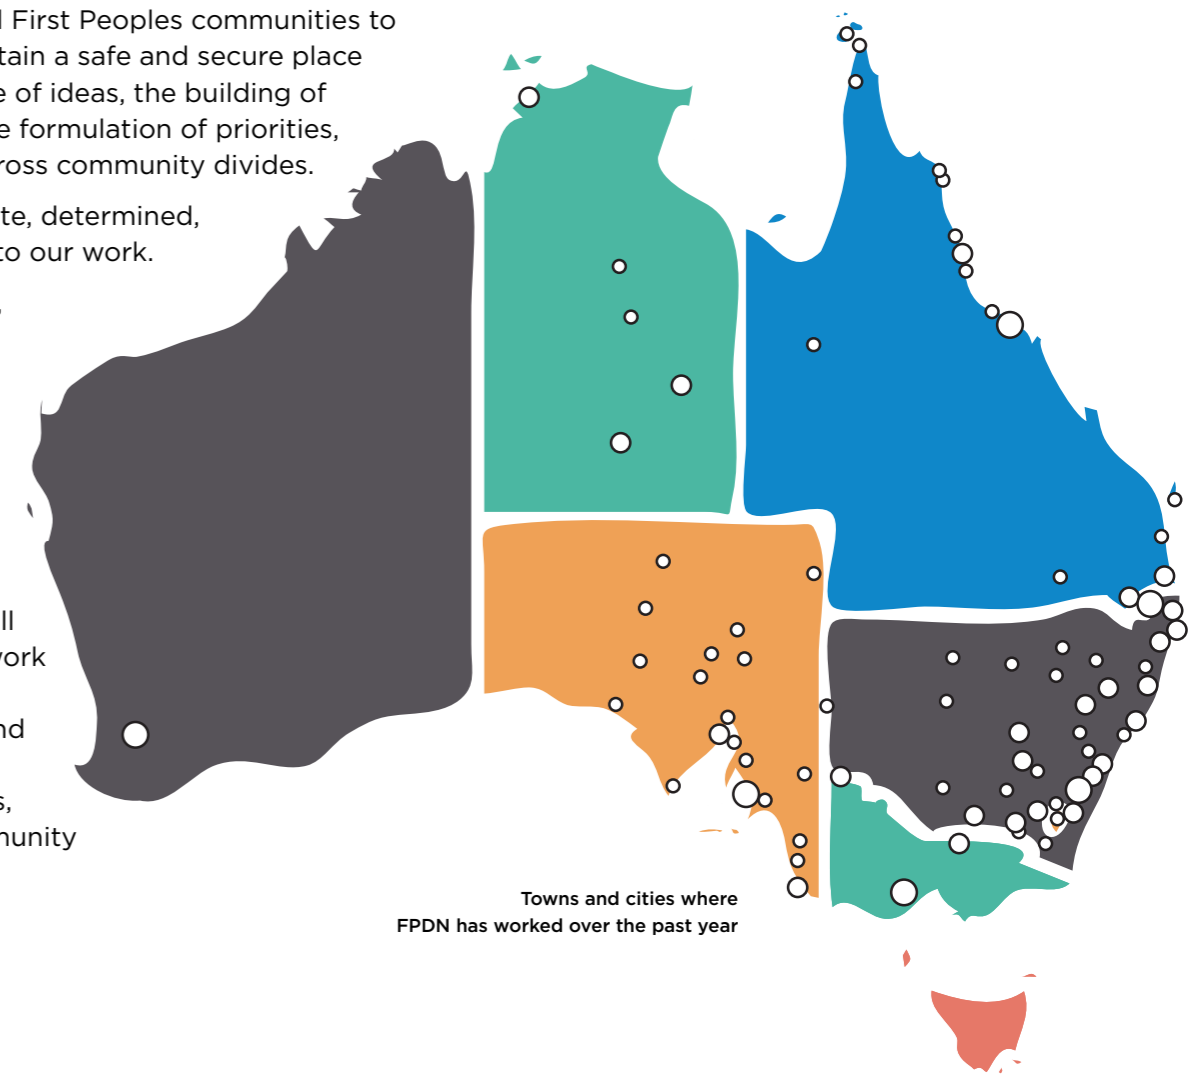 First Peoples communities to
tain a safe and secure place
of ideas, the building of
formulation of priorities,
ross community divides.
te, determined,
to our work.
ll
ork
nd
s,
munity
Towns and cities where
FPDN has worked over the past year